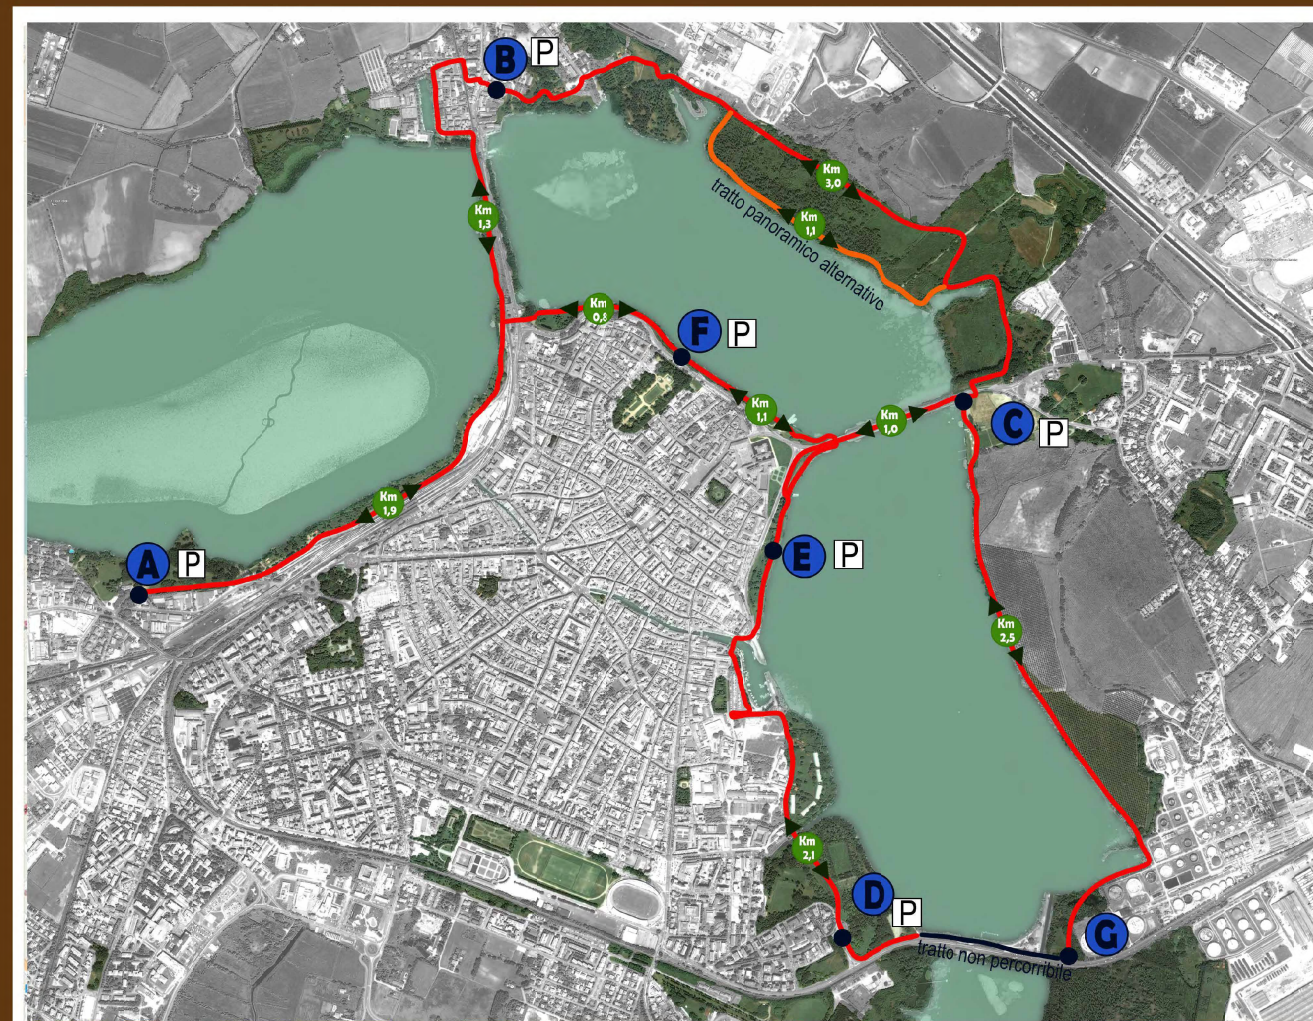 B P
Km
3,0
Km
1,3
Km
1,1
tratto panoramico alternativo
Km
0,8
F P
Km
1,1
Km
1,0
C P
Km
1,9
A P
E P
Km
2,5
Km
2,1
D P
G
tratto non percorribile